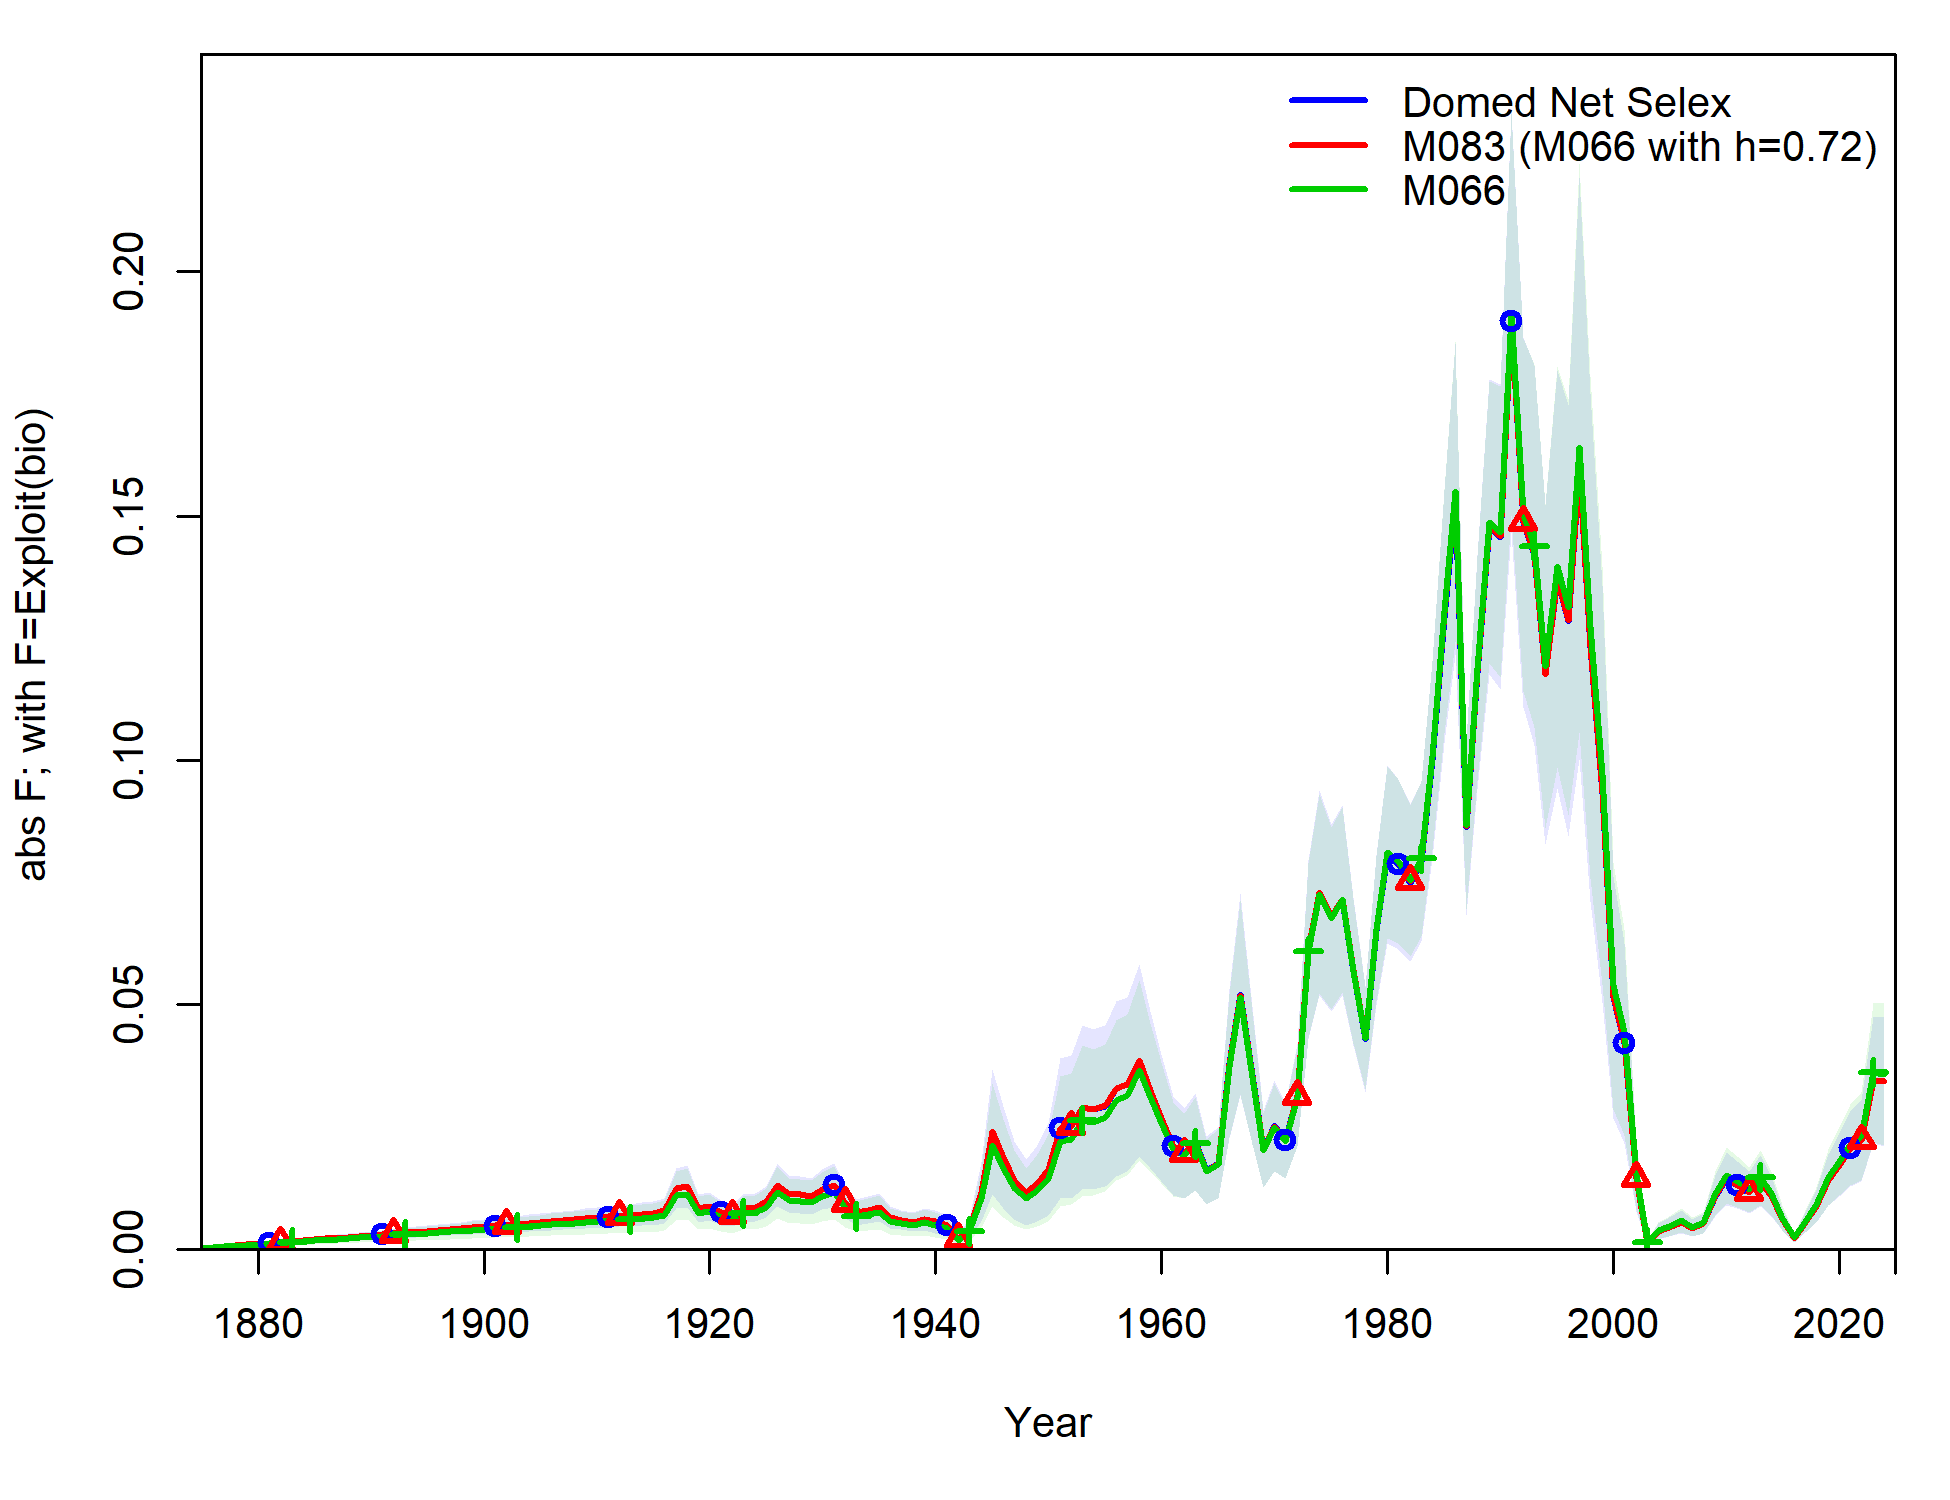 Domed Net Selex
M083 (M066 with h=0.72)
M066
abs F; with F=Exploit(bio)
0.20
0.15
0.10
0.05
0.00
1880 1900 1920 1940 1960 1980 2000 2020
Year